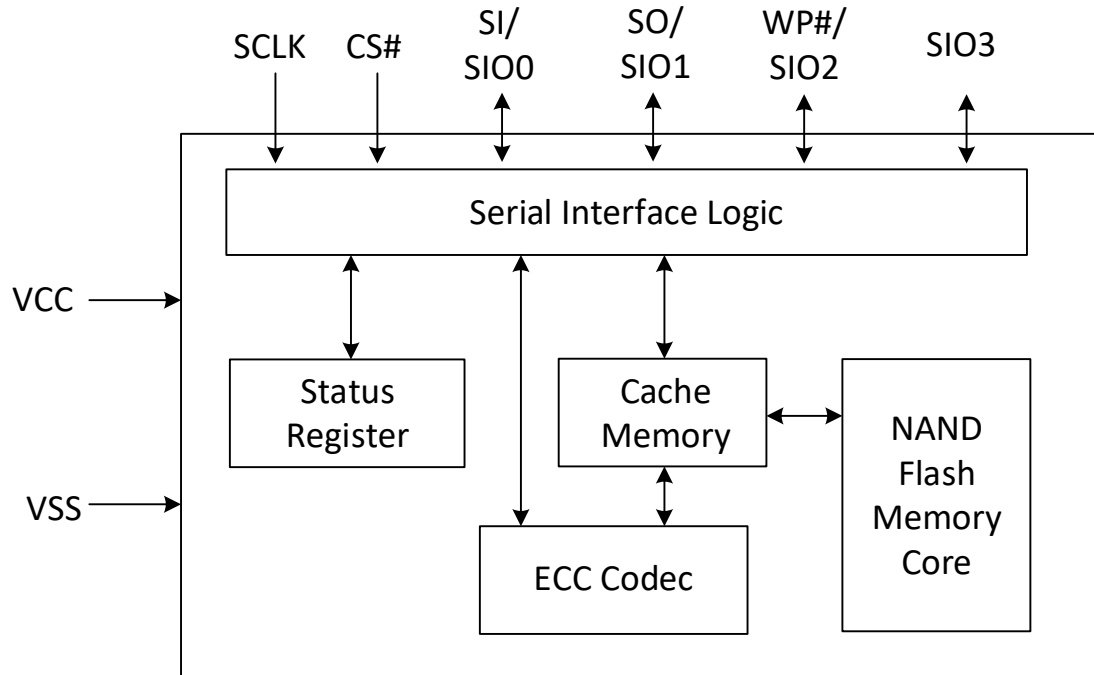 SCLK
CS#
SI/
SIO0
SO/
SIO1
WP#/
SIO2
SIO3
Serial Interface Logic
VCC
Status
Register
Cache
Memory
NAND
Flash
Memory
Core
VSS
ECC Codec